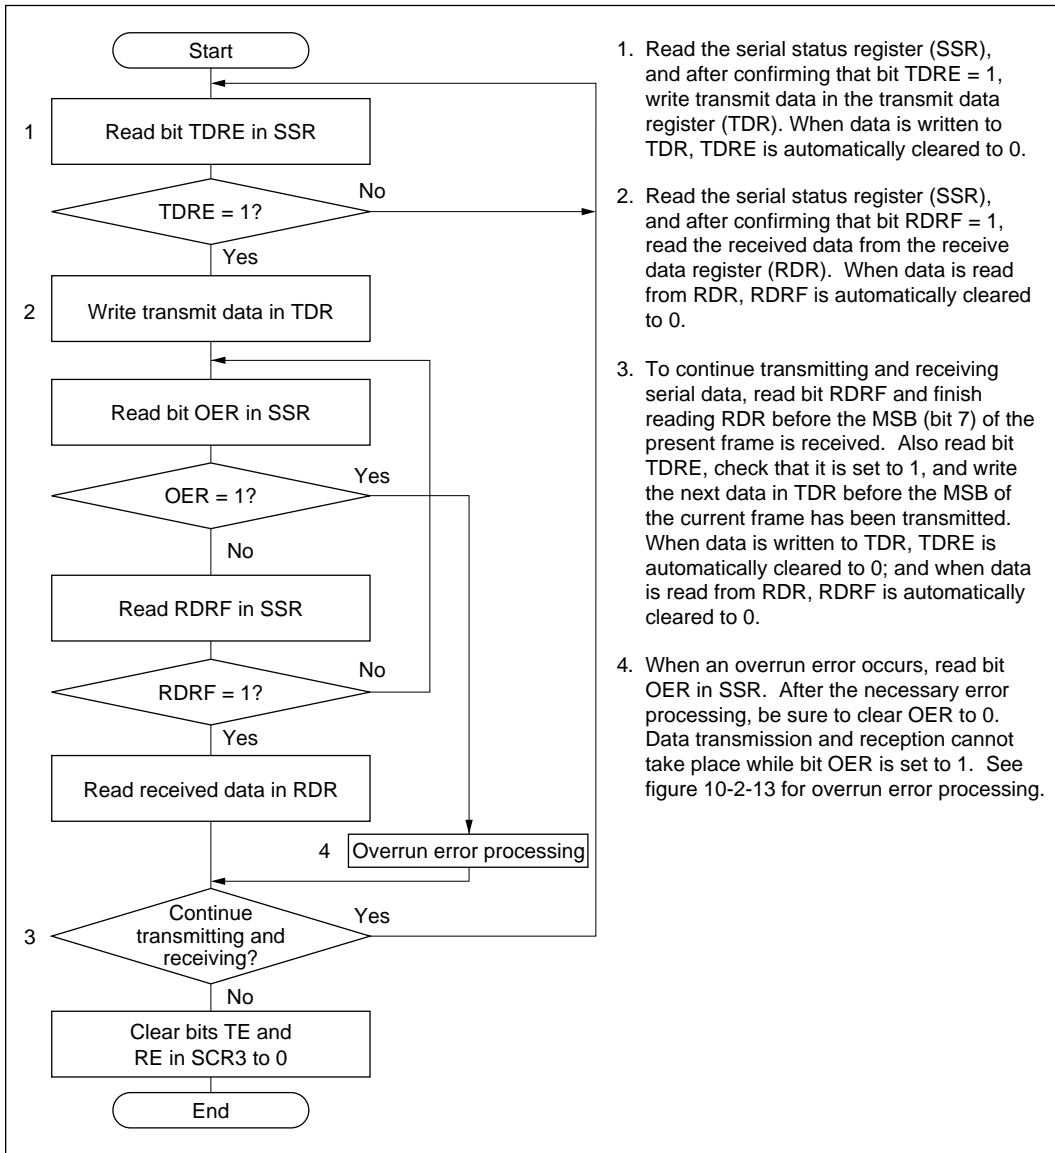 Start
1
Read bit TDRE in SSR
No
TDRE = 1?
Yes
2
Write transmit data in TDR
Read bit OER in SSR
Yes
OER = 1?
No
Read RDRF in SSR
No
RDRF = 1?
Yes
Read received data in RDR
4
Overrun error processing
Yes
3
Continue
transmitting and
receiving?
No
Clear bits TE and
RE in SCR3 to 0
End
1. Read the serial status register (SSR),
and after confirming that bit TDRE = 1,
write transmit data in the transmit data
register (TDR). When data is written to
TDR, TDRE is automatically cleared to 0.
2. Read the serial status register (SSR),
and after confirming that bit RDRF = 1,
read the received data from the receive
data register (RDR). When data is read
from RDR, RDRF is automatically cleared
to 0.
3. To continue transmitting and receiving
serial data, read bit RDRF and finish
reading RDR before the MSB (bit 7) of the
present frame is received. Also read bit
TDRE, check that it is set to 1, and write
the next data in TDR before the MSB of
the current frame has been transmitted.
When data is written to TDR, TDRE is
automatically cleared to 0; and when data
is read from RDR, RDRF is automatically
cleared to 0.
4. When an overrun error occurs, read bit
OER in SSR. After the necessary error
processing, be sure to clear OER to 0.
Data transmission and reception cannot
take place while bit OER is set to 1. See
figure 10-2-13 for overrun error processing.